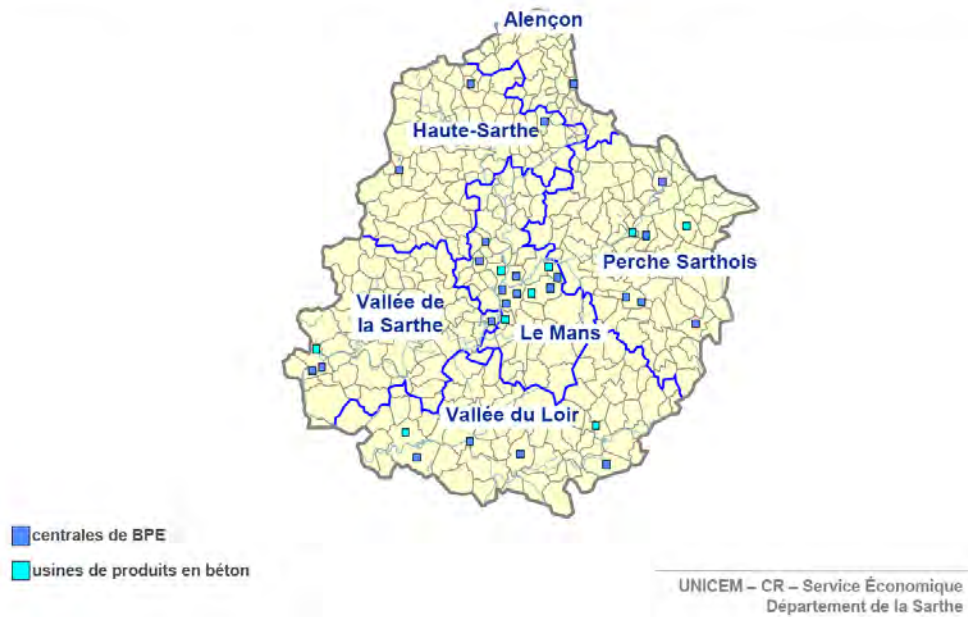 Alençon
Haute-Sarthe
Perche Sarthois
Vallée de
la Sarthe
Le Mans
Vallée du Loir
centrales de BPE
usines de produits en béton
UNICEM – CR – Service Économique
Département de la Sarthe